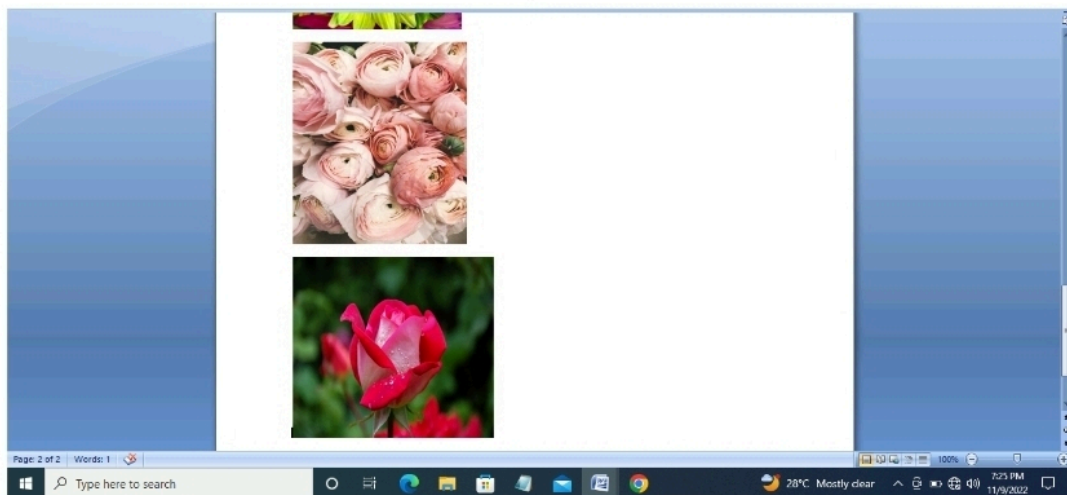 Page: 2 of 2 Words: 1 100%
Type here to search 28°C Mostly clear 7:25 PM
11/9/2022